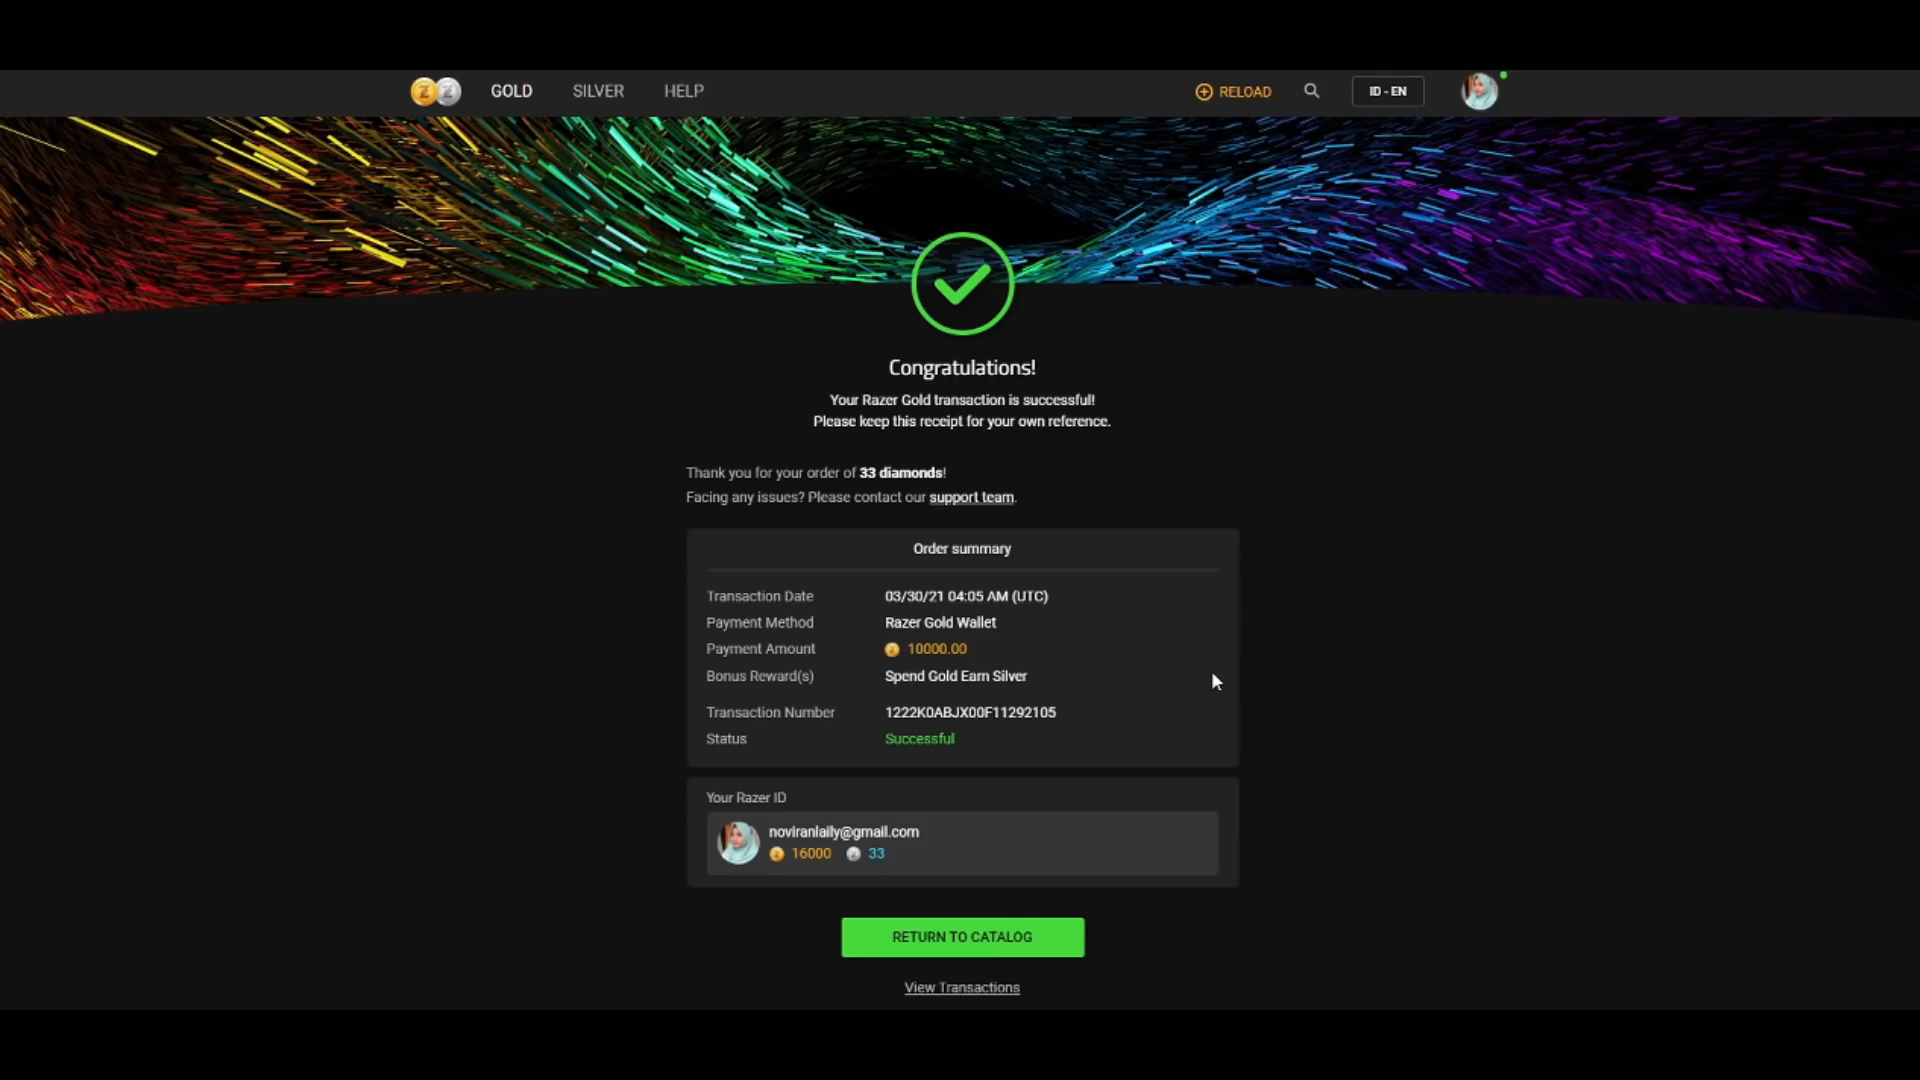 GOLD SILVER HELP RELOAD ID - EN
Congratulations!
Your Razer Gold transaction is successful!
Please keep this receipt for your own reference.
Thank you for your order of 33 diamonds!
Facing any issues? Please contact our support team.
Order summary
Transaction Date 03/30/21 04:05 AM (UTC)
Payment Method Razer Gold Wallet
Payment Amount 10000.00
Bonus Reward(s) Spend Gold Earn Silver
Transaction Number 1222K0ABJX00F11292105
Status Successful
Your Razer ID
noviranlaily@gmail.com
16000 33
RETURN TO CATALOG
View Transactions